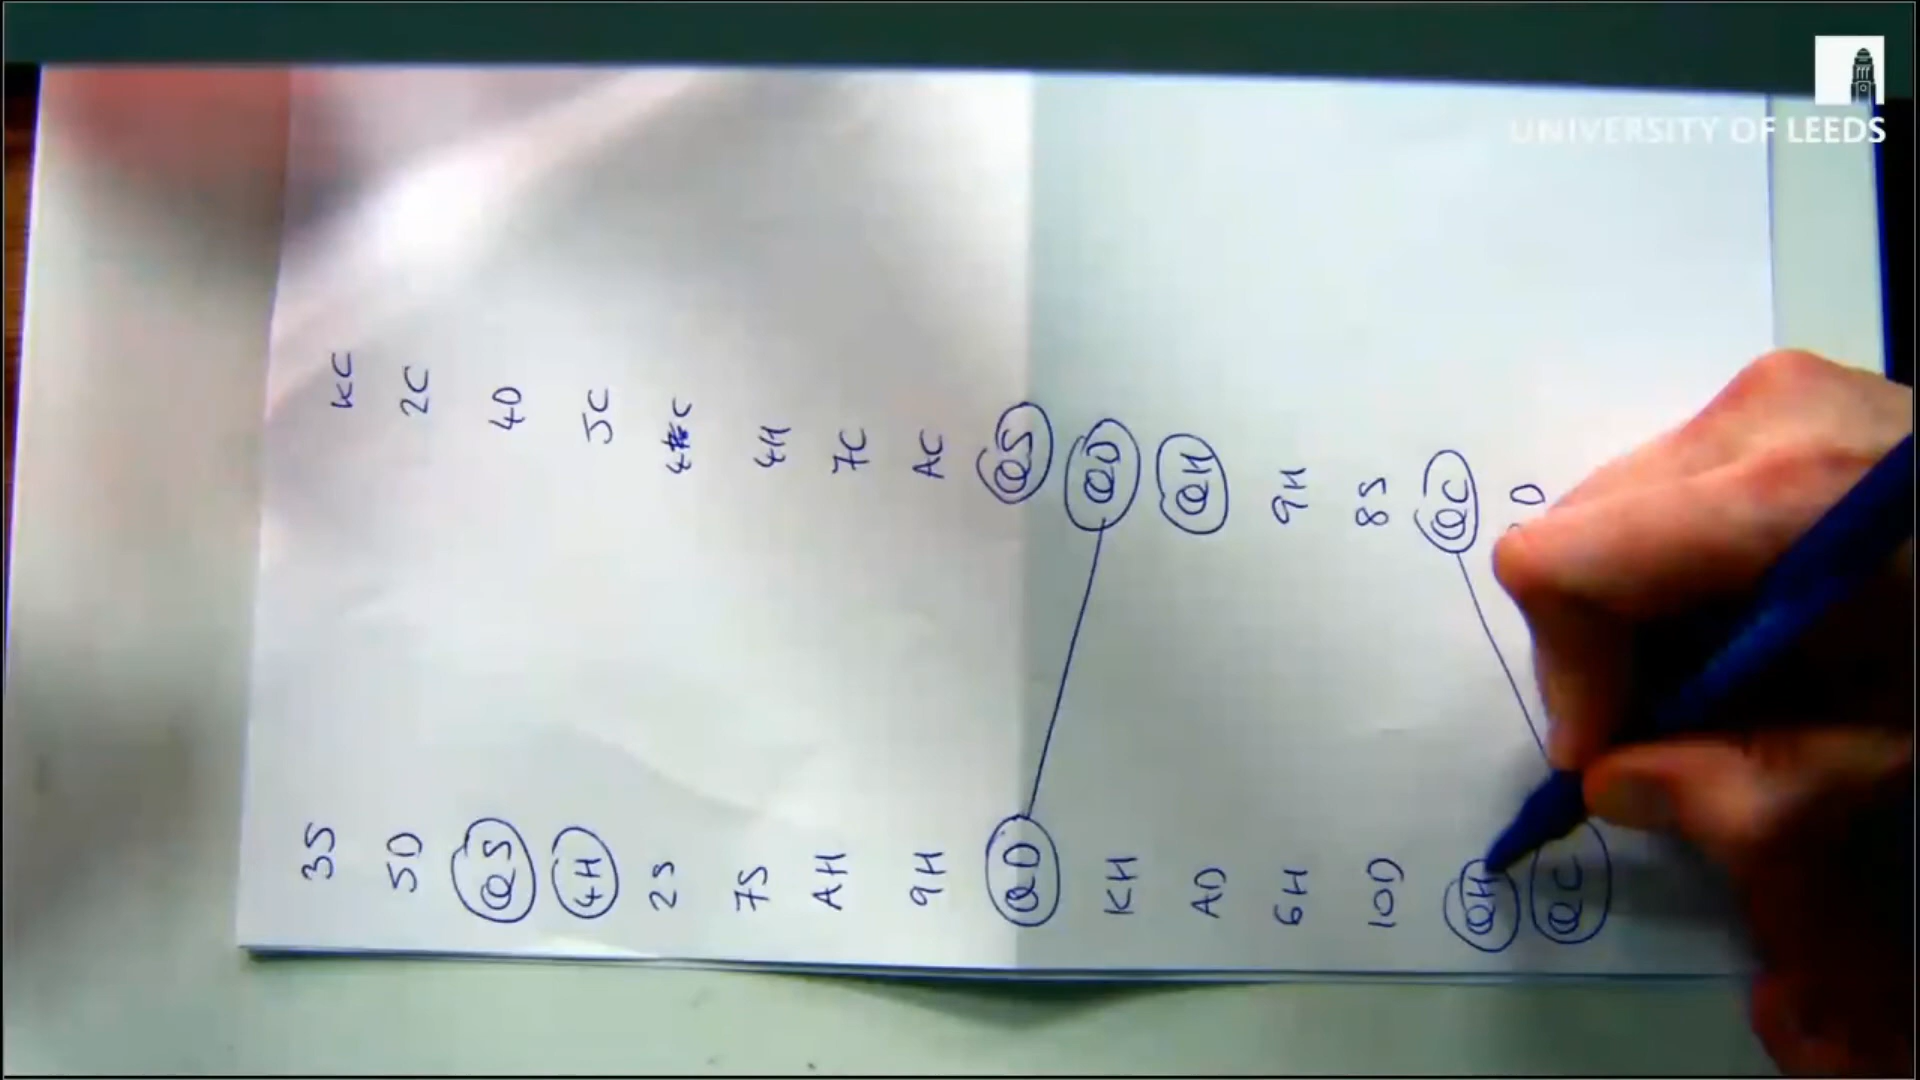 UNIVERSITY OF LEEDS
3S
5D
QS
4H
2S
7S
AH
9H
QD
KH
AD
6H
10D
QH
QC
KC
2C
4D
JC
4H
7C
AC
QS
QD
QH
9H
8S
QC